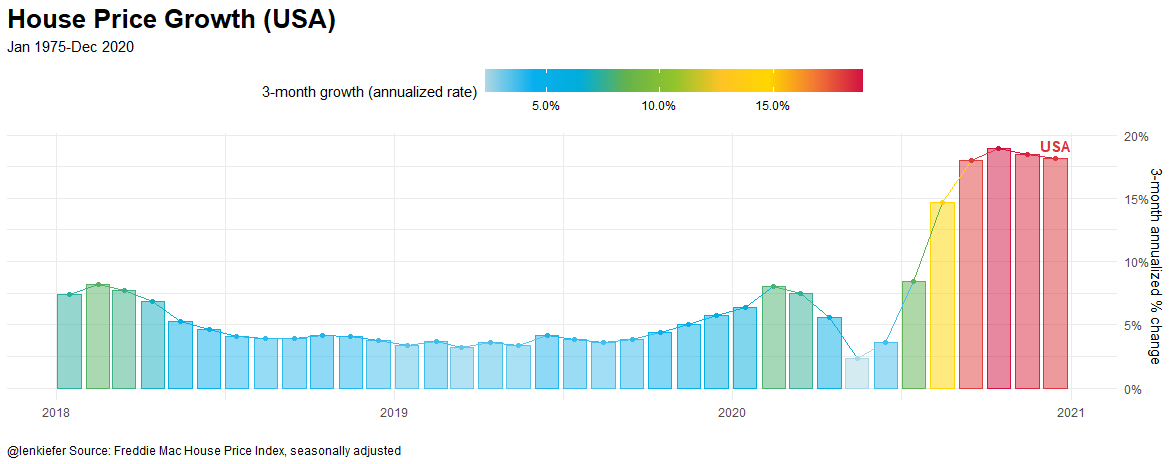 House Price Growth (USA)
Jan 1975-Dec 2020
3-month growth (annualized rate)
5.0% 10.0% 15.0%
USA
20%
15%
10%
5%
0%
3-month annualized % change
2018 2019 2020 2021
@lenkiefer Source: Freddie Mac House Price Index, seasonally adjusted